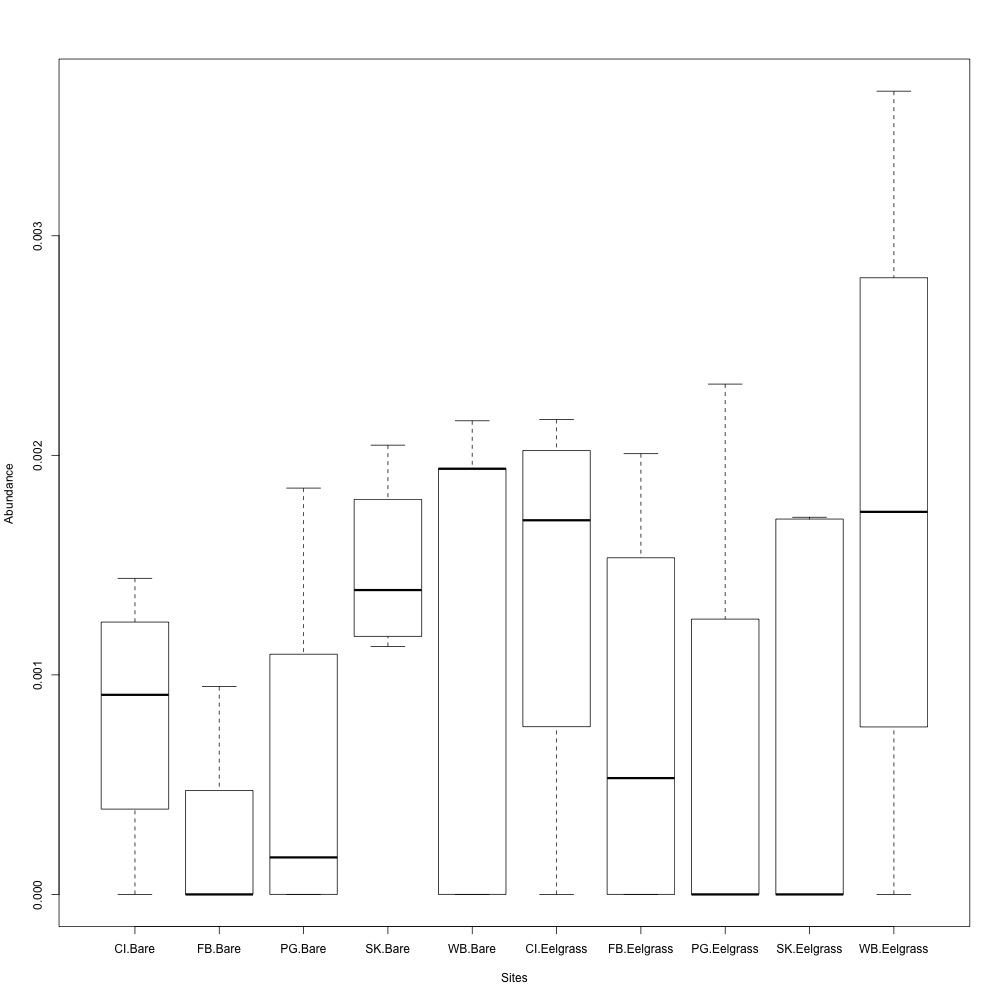 Abundance
0.003
0.002
0.001
0.000
CI.Bare FB.Bare PG.Bare SK.Bare WB.Bare CI.Eelgrass FB.Eelgrass PG.Eelgrass SK.Eelgrass WB.Eelgrass
Sites